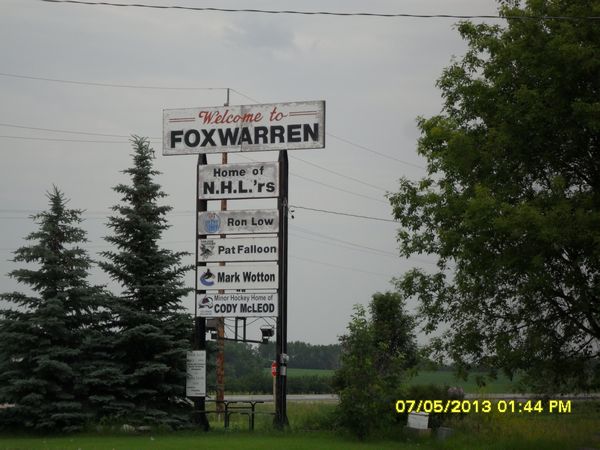 Welcome to
FOXWARREN
Home of
N.H.L.'rs
Ron Low
Pat Falloon
Mark Wotton
Minor Hockey Home of
CODY McLEOD
07/05/2013 01:44 PM